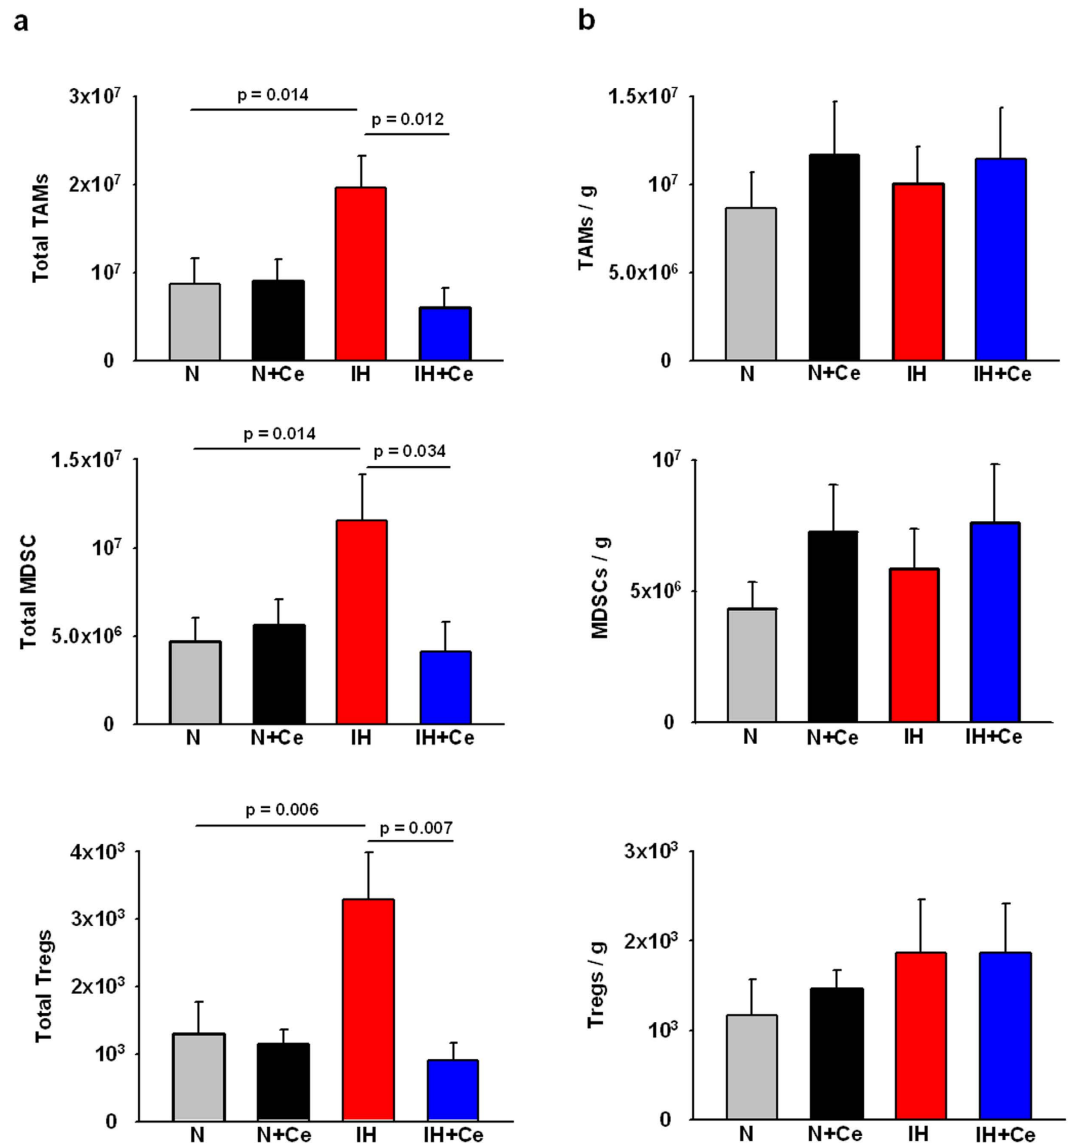 a
b
3x10⁷
2x10⁷
10⁷
0
Total TAMs
p = 0.014
p = 0.012
N
N+Ce
IH
IH+Ce
1.5x10⁷
10⁷
5.0x10⁶
0
TAMs / g
N
N+Ce
IH
IH+Ce
1.5x10⁷
10⁷
5.0x10⁶
0
Total MDSC
p = 0.014
p = 0.034
N
N+Ce
IH
IH+Ce
10⁷
5x10⁶
0
MDSCs / g
N
N+Ce
IH
IH+Ce
4x10³
3x10³
2x10³
10³
0
Total Tregs
p = 0.006
p = 0.007
N
N+Ce
IH
IH+Ce
3x10³
2x10³
10³
0
Tregs / g
N
N+Ce
IH
IH+Ce